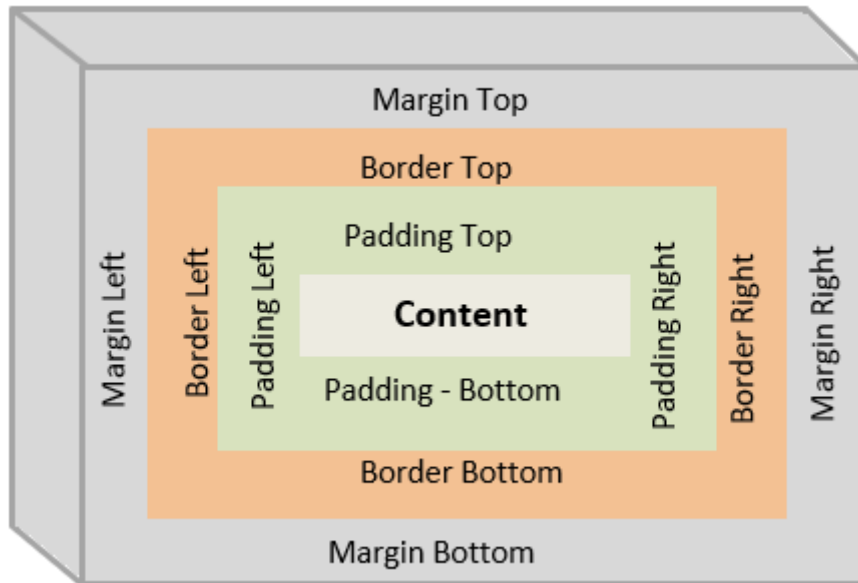 Margin Top
Border Top
Padding Top
Margin Left
Border Left
Padding Left
Content
Padding Right
Border Right
Margin Right
Padding - Bottom
Border Bottom
Margin Bottom